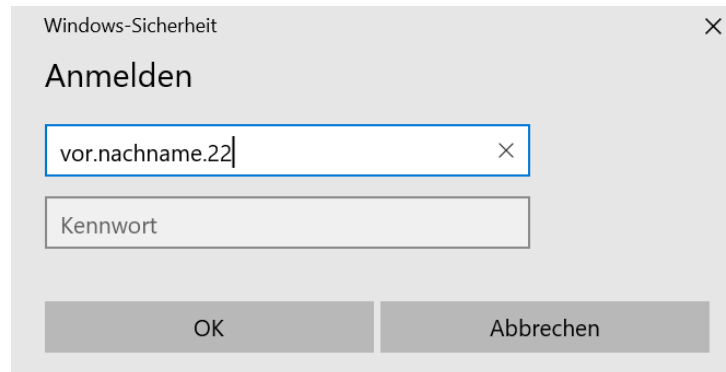 Windows-Sicherheit
Anmelden
vor.nachname.22
Kennwort
OK
Abbrechen